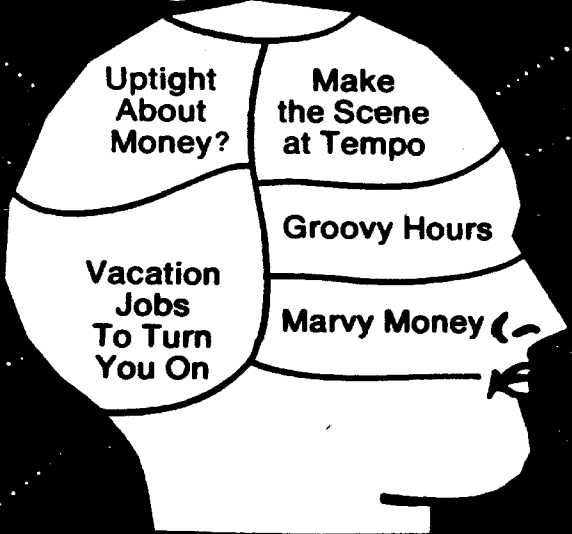 Uptight
About
Money?
Make
the Scene
at Tempo
Groovy Hours
Marvy Money
Vacation
Jobs
To Turn
You On